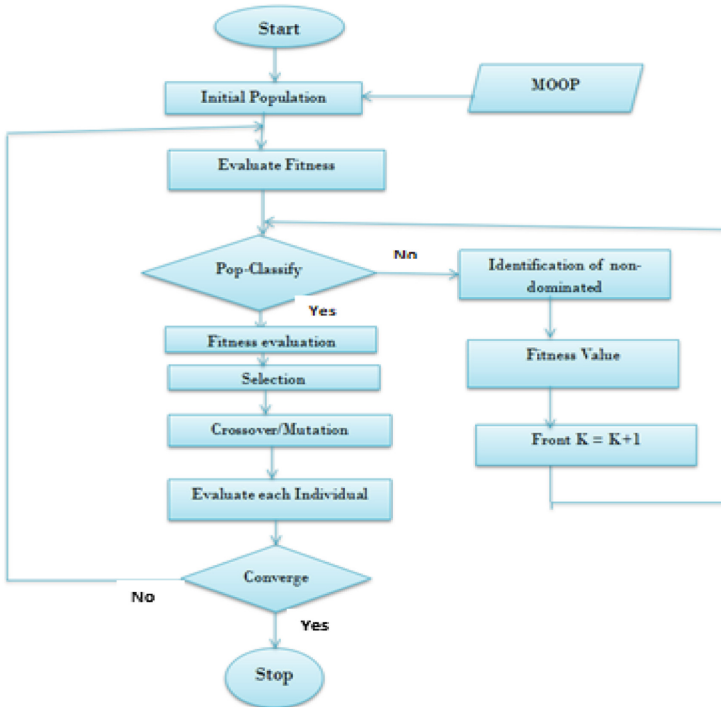 Start
Initial Population
MOOP
Evaluate Fitness
Pop-Classify
No
Identification of non-
dominated
Yes
Fitness evaluation
Fitness Value
Selection
Crossover/Mutation
Front K = K+1
Evaluate each Individual
Converge
No
Yes
Stop